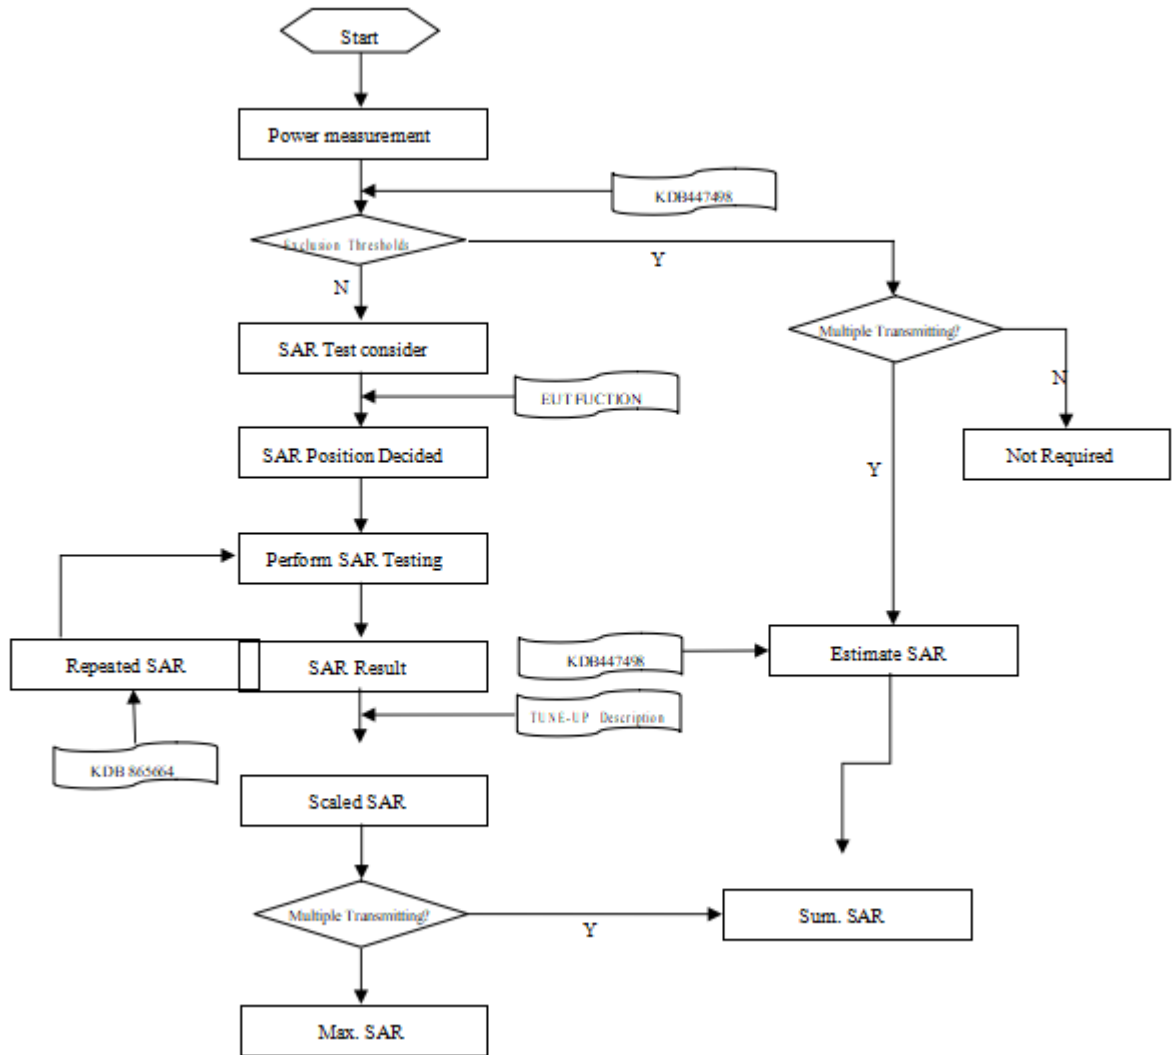 Start
Power measurement
KDB447498
Exclusion Thresholds
Y
N
Multiple Transmitting?
SAR Test consider
N
EUT FUCTION
SAR Position Decided
Not Required
Y
Perform SAR Testing
Repeated SAR
SAR Result
KDB447498
Estimate SAR
TUNE-UP Description
KDB 865664
Scaled SAR
Multiple Transmitting?
Y
Sum. SAR
Max. SAR